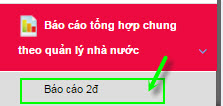 Báo cáo tổng hợp chung
theo quản lý nhà nước
Báo cáo 2đ